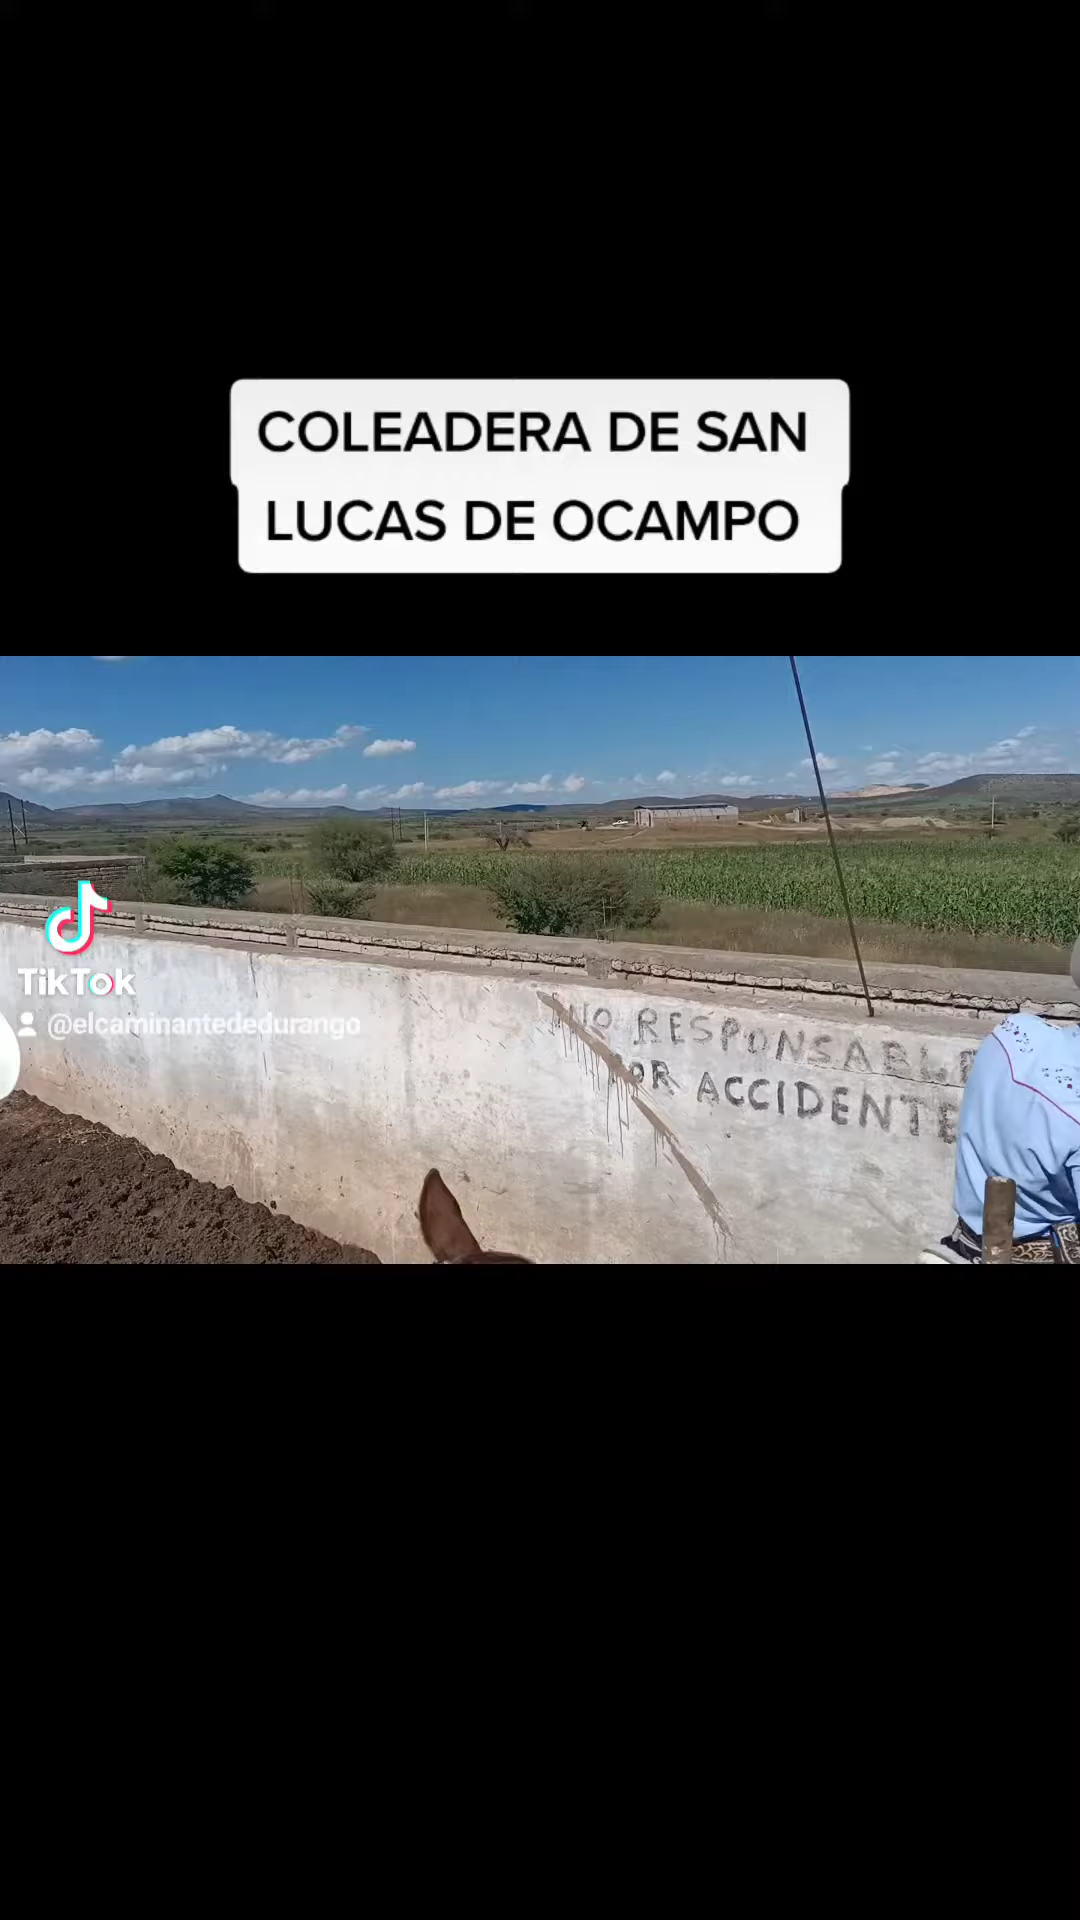 COLEADERA DE SAN
LUCAS DE OCAMPO
TikTok
@elcaminantededurango
NO RESPONSABLE
POR ACCIDENTE